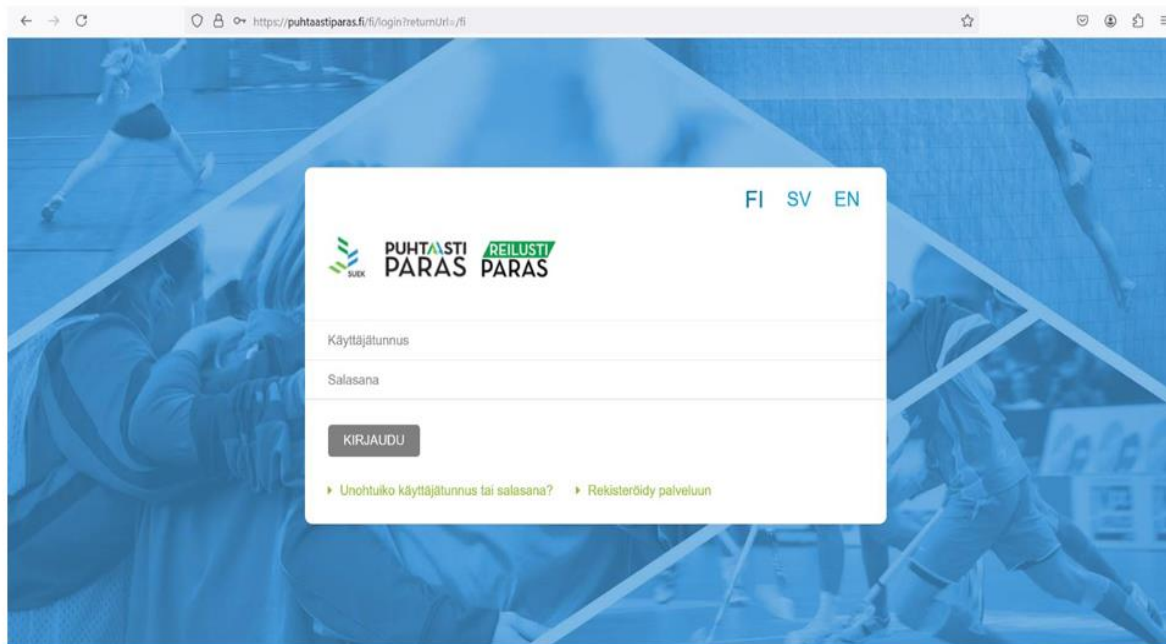 https://puhtaastiparas.fi/fi/login?returnUrl=/fi
FI SV EN
SUEK
PUHTAASTI PARAS
REILUSTI PARAS
Käyttäjätunnus
Salasana
KIRJAUDU
Unohtuiko käyttäjätunnus tai salasana? Rekisteröidy palveluun